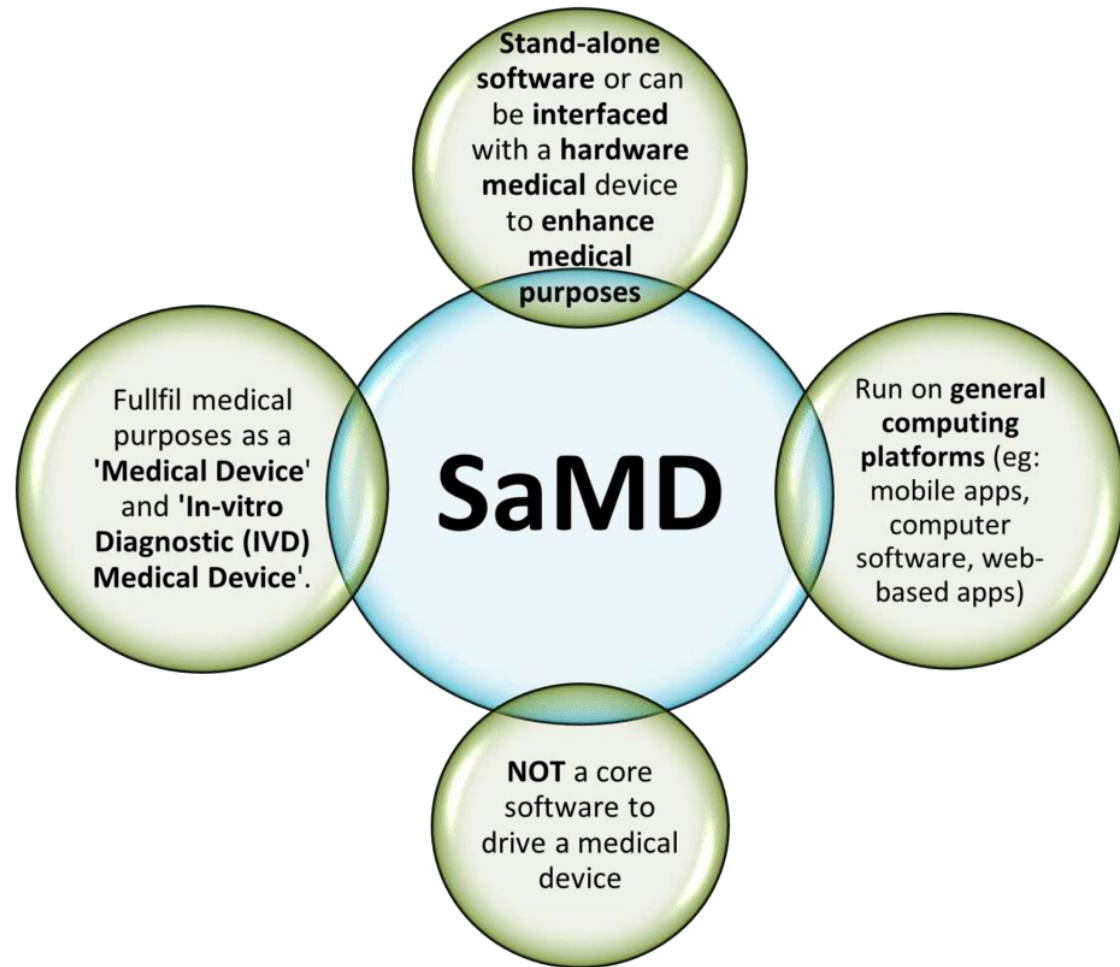 Stand-alone
software or can
be interfaced
with a hardware
medical device
to enhance
medical
purposes
Fullfil medical
purposes as a
'Medical Device'
and 'In-vitro
Diagnostic (IVD)
Medical Device'.
SaMD
Run on general
computing
platforms (eg:
mobile apps,
computer
software, web-
based apps)
NOT a core
software to
drive a medical
device